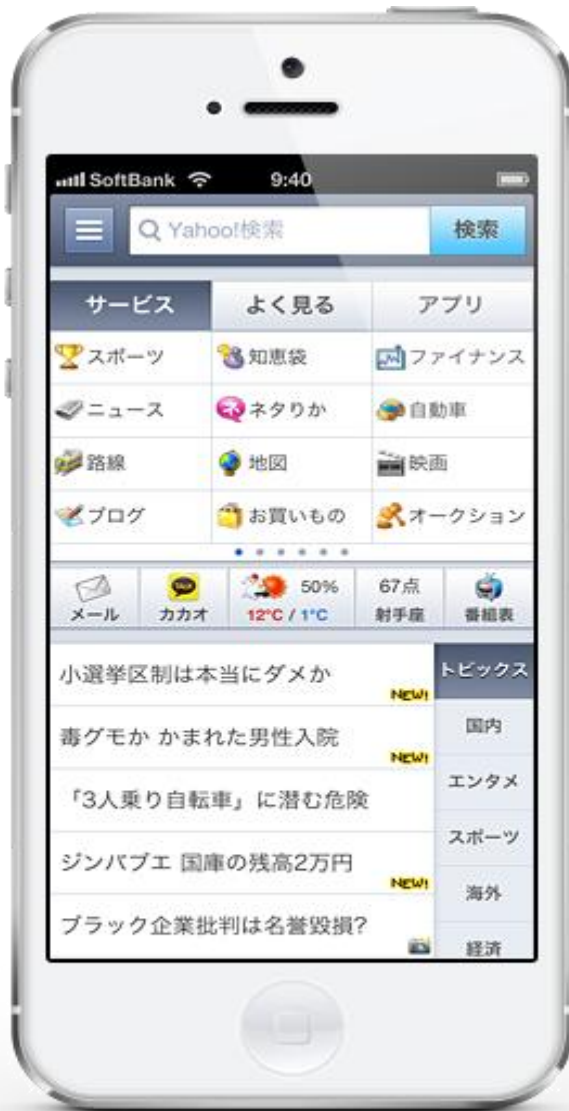 SoftBank 9:40
Yahoo!検索 検索
サービス よく見る アプリ
スポーツ 知恵袋 ファイナンス
ニュース ネタりか 自動車
路線 地図 映画
ブログ お買いもの オークション
50% 67点
メール カカオ 12°C / 1°C 射手座 番組表
小選挙区制は本当にダメか NEW!
トピックス
毒グモか かまれた男性入院 NEW!
国内
「3人乗り自転車」に潜む危険
エンタメ
ジンバブエ 国庫の残高2万円 NEW!
スポーツ
海外
ブラック企業批判は名誉毀損?
経済